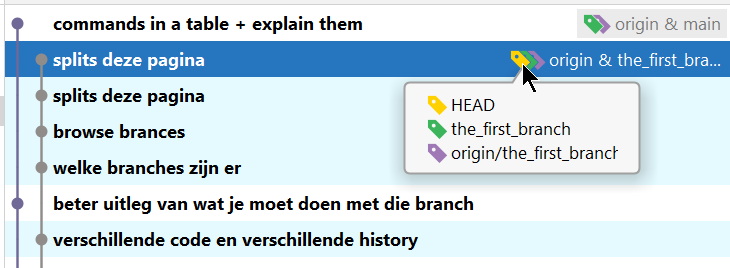 commands in a table + explain them
origin & main
splits deze pagina
origin & the_first_bra...
splits deze pagina
HEAD
browse brances
the_first_branch
origin/the_first_branch
welke branches zijn er
beter uitleg van wat je moet doen met die branch
verschillende code en verschillende history